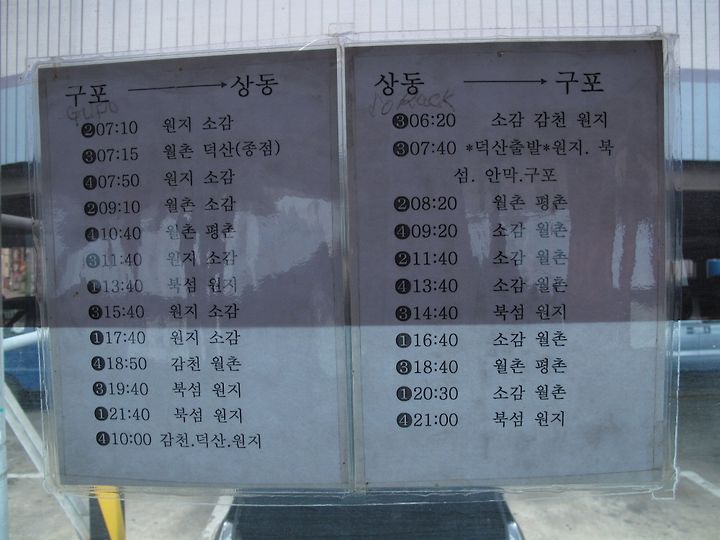 구포 → 상동
Gupo
❷07:10 원지 소감
❸07:15 월촌 덕산(종점)
❹07:50 원지 소감
❷09:10 월촌 소감
❹10:40 월촌 평촌
❸11:40 원지 소감
❶13:40 북섬 원지
❸15:40 원지 소감
❶17:40 원지 소감
❹18:50 감천 월촌
❸19:40 북섬 원지
❶21:40 북섬 원지
❹10:00 감천.덕산.원지
상동 → 구포
❸06:20 소감 감천 원지
❸07:40 *덕산출발*원지. 북
섬. 안막.구포
❷08:20 월촌 평촌
❹09:20 소감 월촌
❷11:40 소감 월촌
❹13:40 소감 월촌
❸14:40 북섬 원지
❶16:40 소감 월촌
❸18:40 월촌 평촌
❶20:30 소감 월촌
❹21:00 북섬 원지